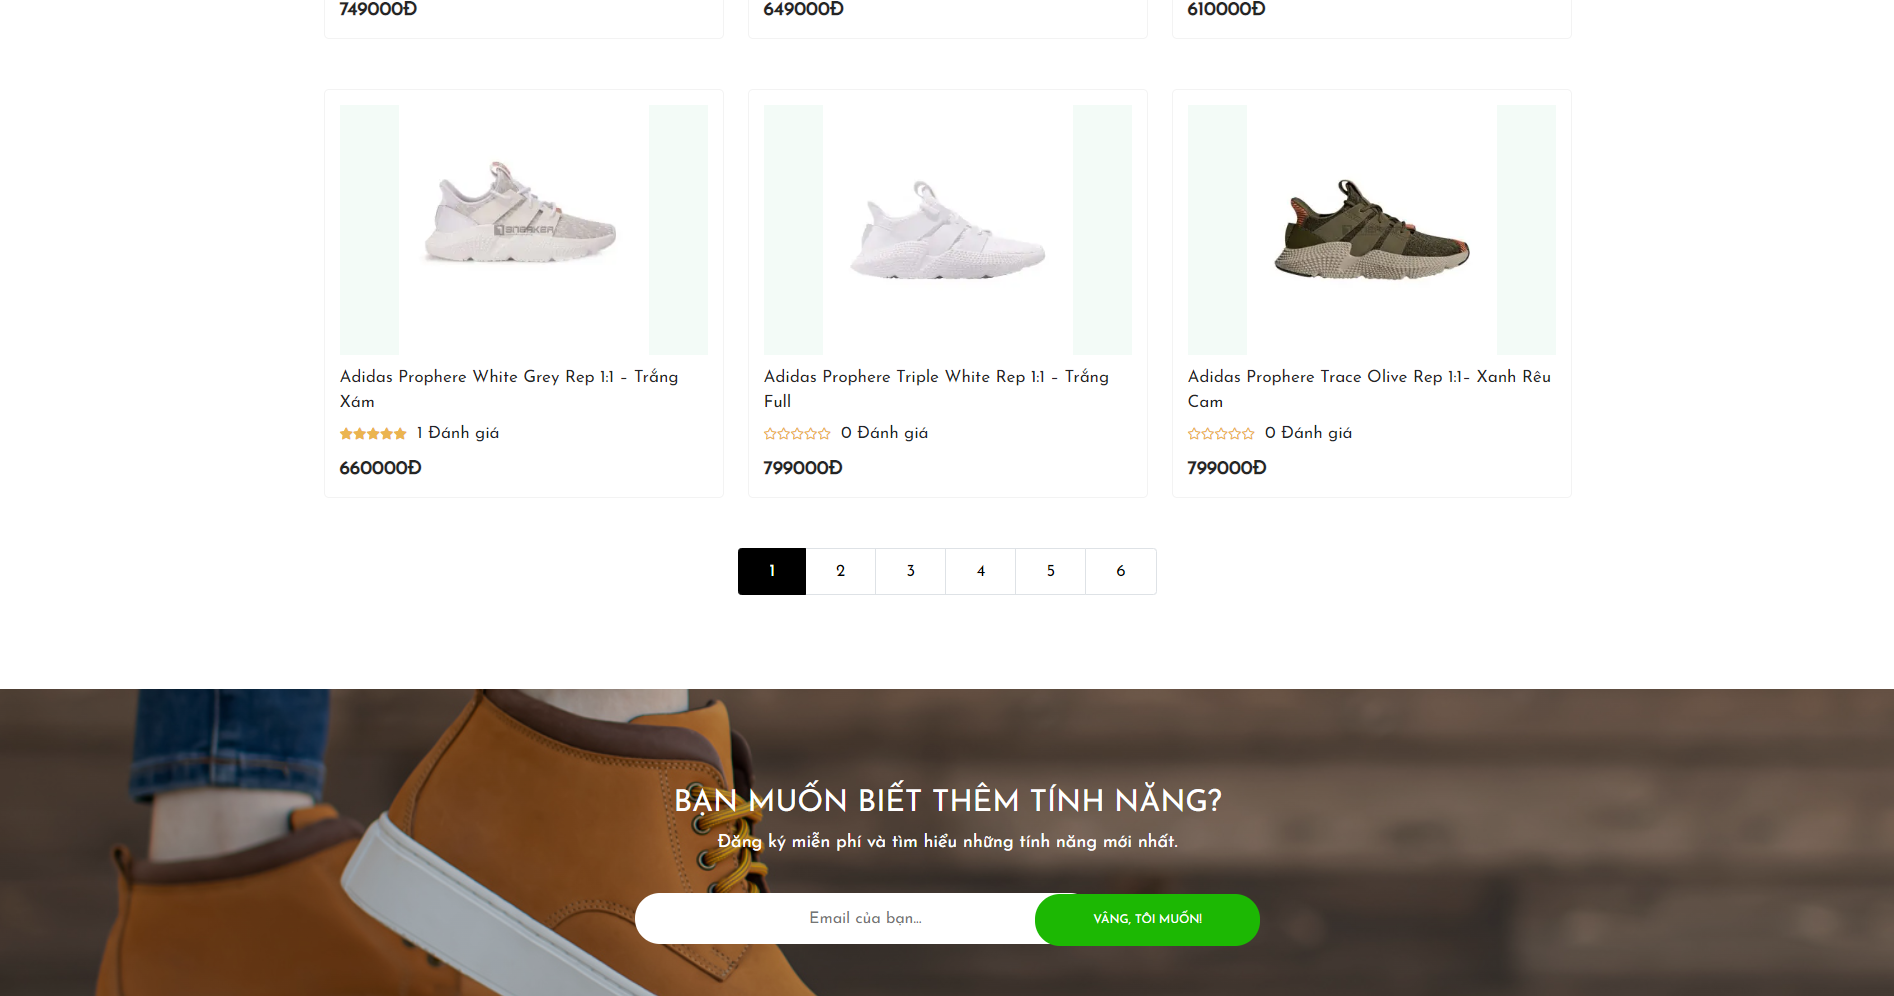 749000Đ
649000Đ
610000Đ
SNEAKER
Adidas Prophere White Grey Rep 1:1 – Trắng
Xám
1 Đánh giá
660000Đ
Adidas Prophere Triple White Rep 1:1 – Trắng
Full
0 Đánh giá
799000Đ
Adidas Prophere Trace Olive Rep 1:1– Xanh Rêu
Cam
0 Đánh giá
799000Đ
1 2 3 4 5 6
BẠN MUỐN BIẾT THÊM TÍNH NĂNG?
Đăng ký miễn phí và tìm hiểu những tính năng mới nhất.
Email của bạn...
VÂNG, TÔI MUỐN!